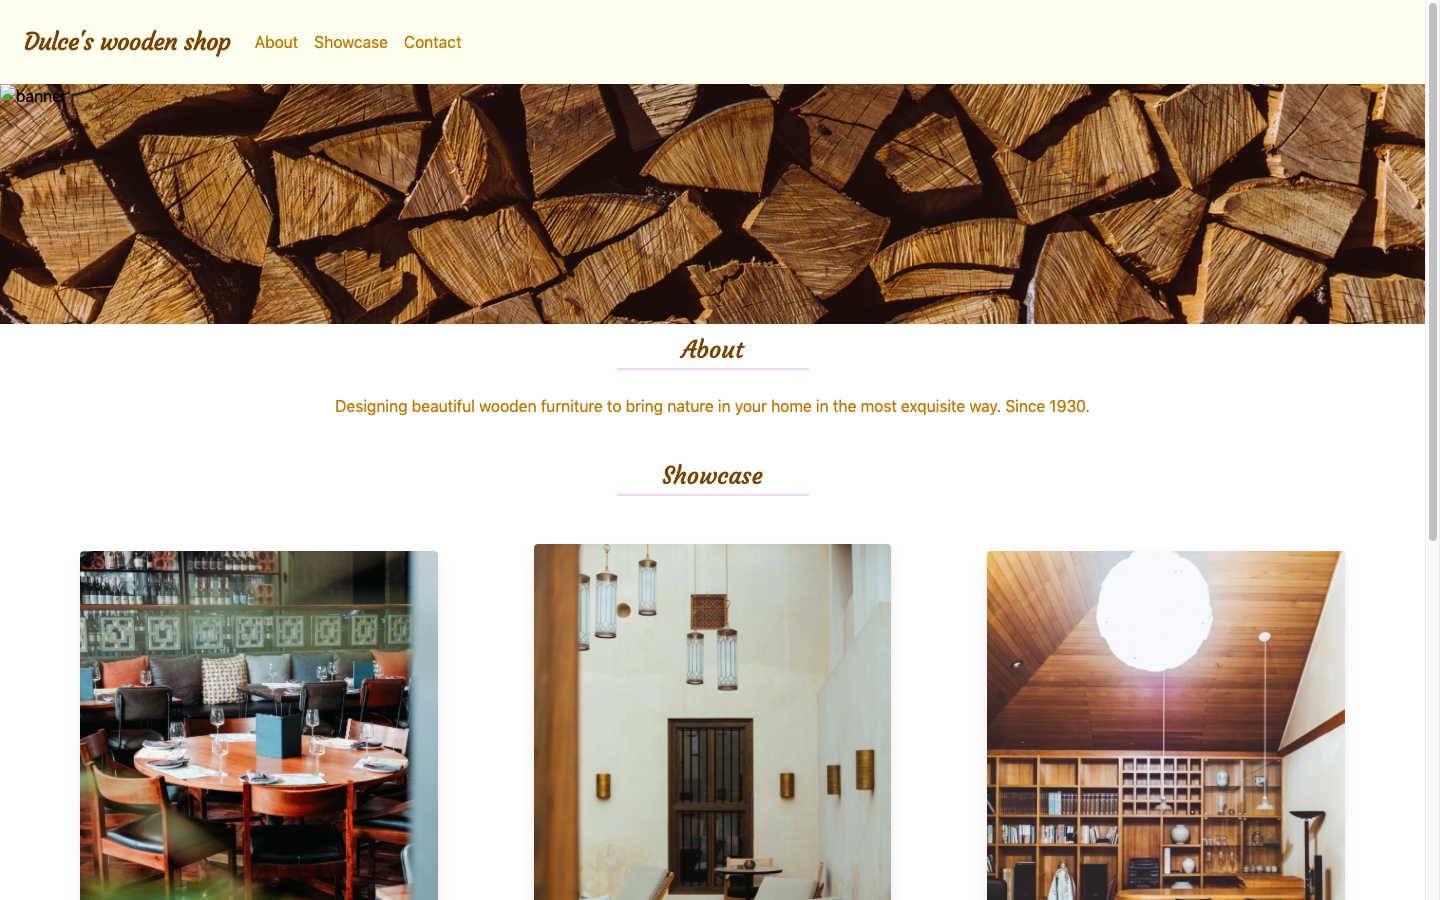 Dulce's wooden shop
About
Showcase
Contact
banner
About
Designing beautiful wooden furniture to bring nature in your home in the most exquisite way. Since 1930.
Showcase